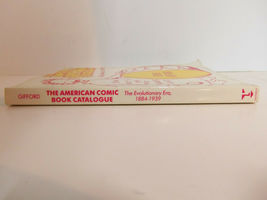 GIFFORD
THE AMERICAN COMIC
BOOK CATALOGUE
The Evolutionary Era,
1884-1939